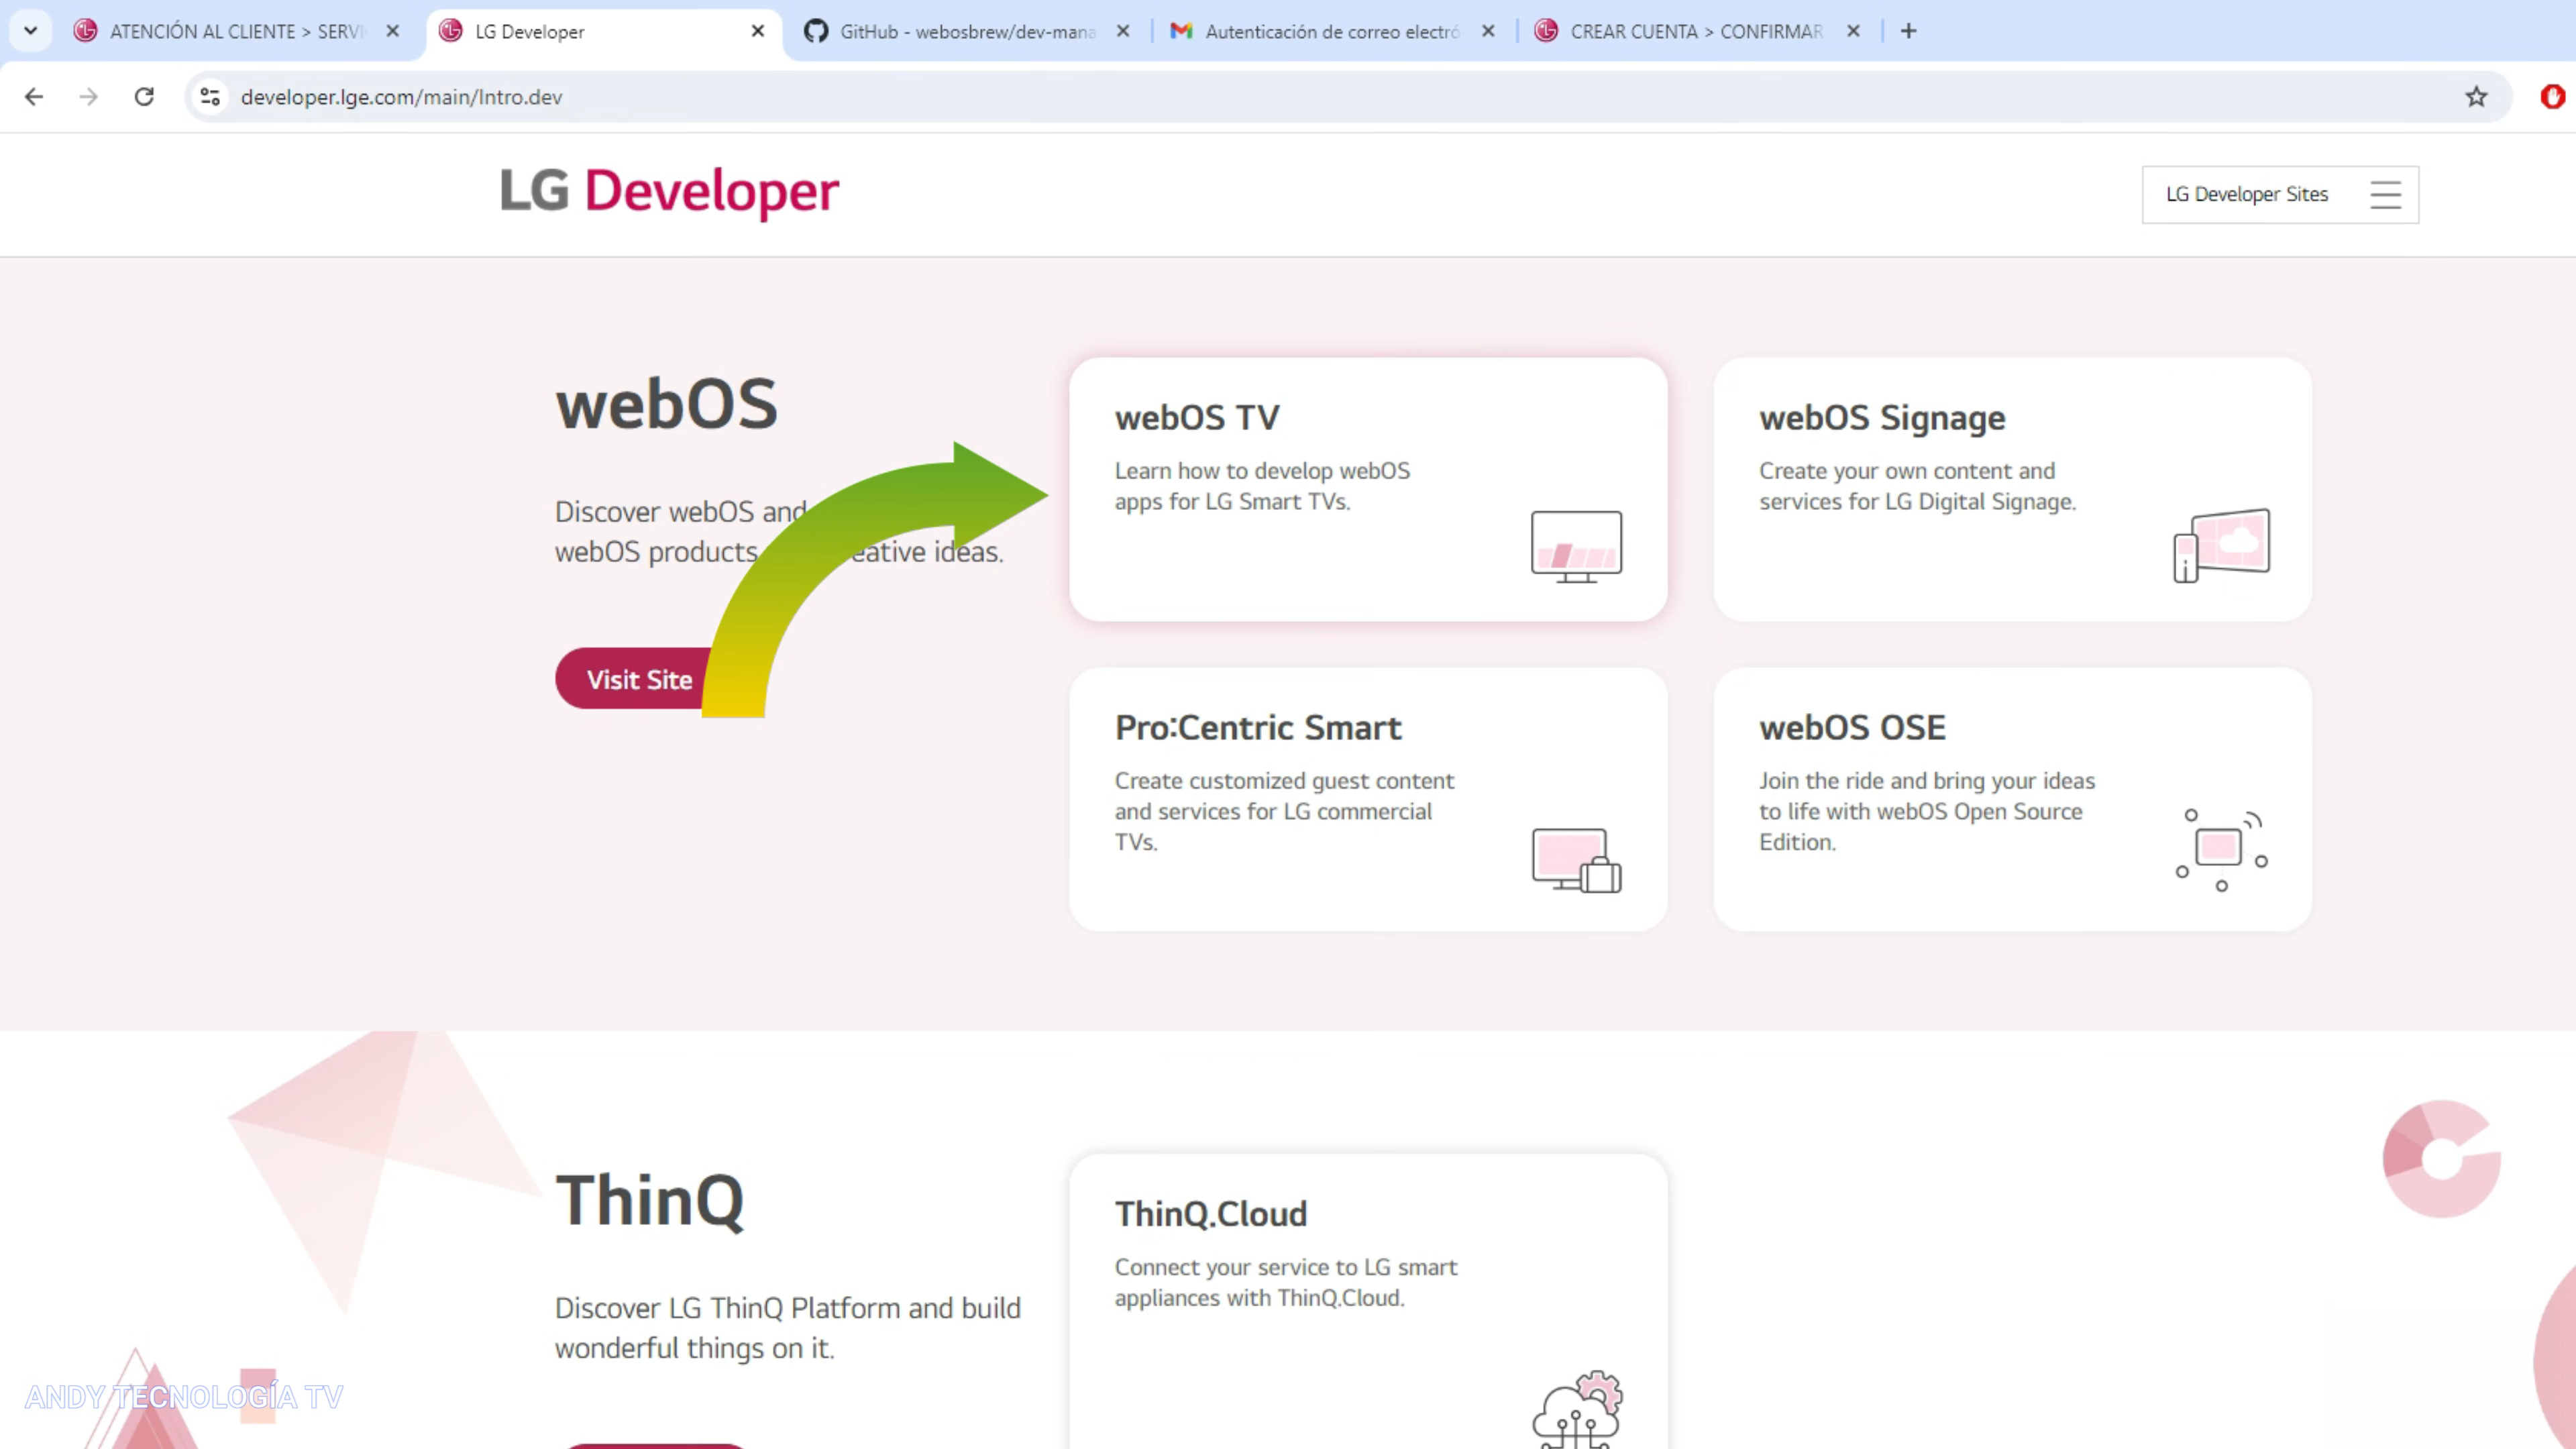 ATENCIÓN AL CLIENTE > SERVI
LG Developer
GitHub - webosbrew/dev-mana
Autenticación de correo electró
CREAR CUENTA > CONFIRMAR
developer.lge.com/main/Intro.dev
LG Developer
LG Developer Sites
webOS
Discover webOS and
webOS products eative ideas.
Visit Site
webOS TV
Learn how to develop webOS
apps for LG Smart TVs.
webOS Signage
Create your own content and
services for LG Digital Signage.
Pro:Centric Smart
Create customized guest content
and services for LG commercial
TVs.
webOS OSE
Join the ride and bring your ideas
to life with webOS Open Source
Edition.
ThinQ
Discover LG ThinQ Platform and build
wonderful things on it.
ThinQ.Cloud
Connect your service to LG smart
appliances with ThinQ.Cloud.
ANDY TECNOLOGÍA TV